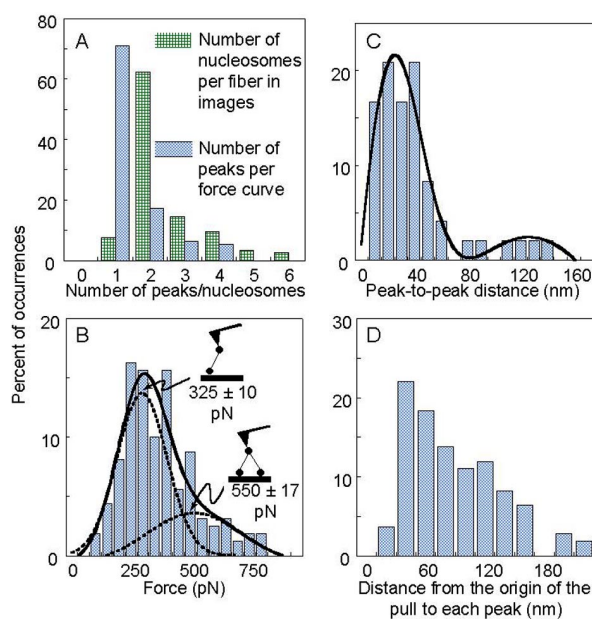 Percent of occurrences
A
80
60
40
20
0
Number of
nucleosomes
per fiber in
images
Number of
peaks per
force curve
0 1 2 3 4 5 6
Number of peaks/nucleosomes
C
20
10
0
0 40 80 120 160
Peak-to-peak distance (nm)
B
20
10
0
325 ± 10
pN
550 ± 17
pN
0 250 500 750
Force (pN)
D
30
20
10
0
0 60 120 180
Distance from the origin of the
pull to each peak (nm)